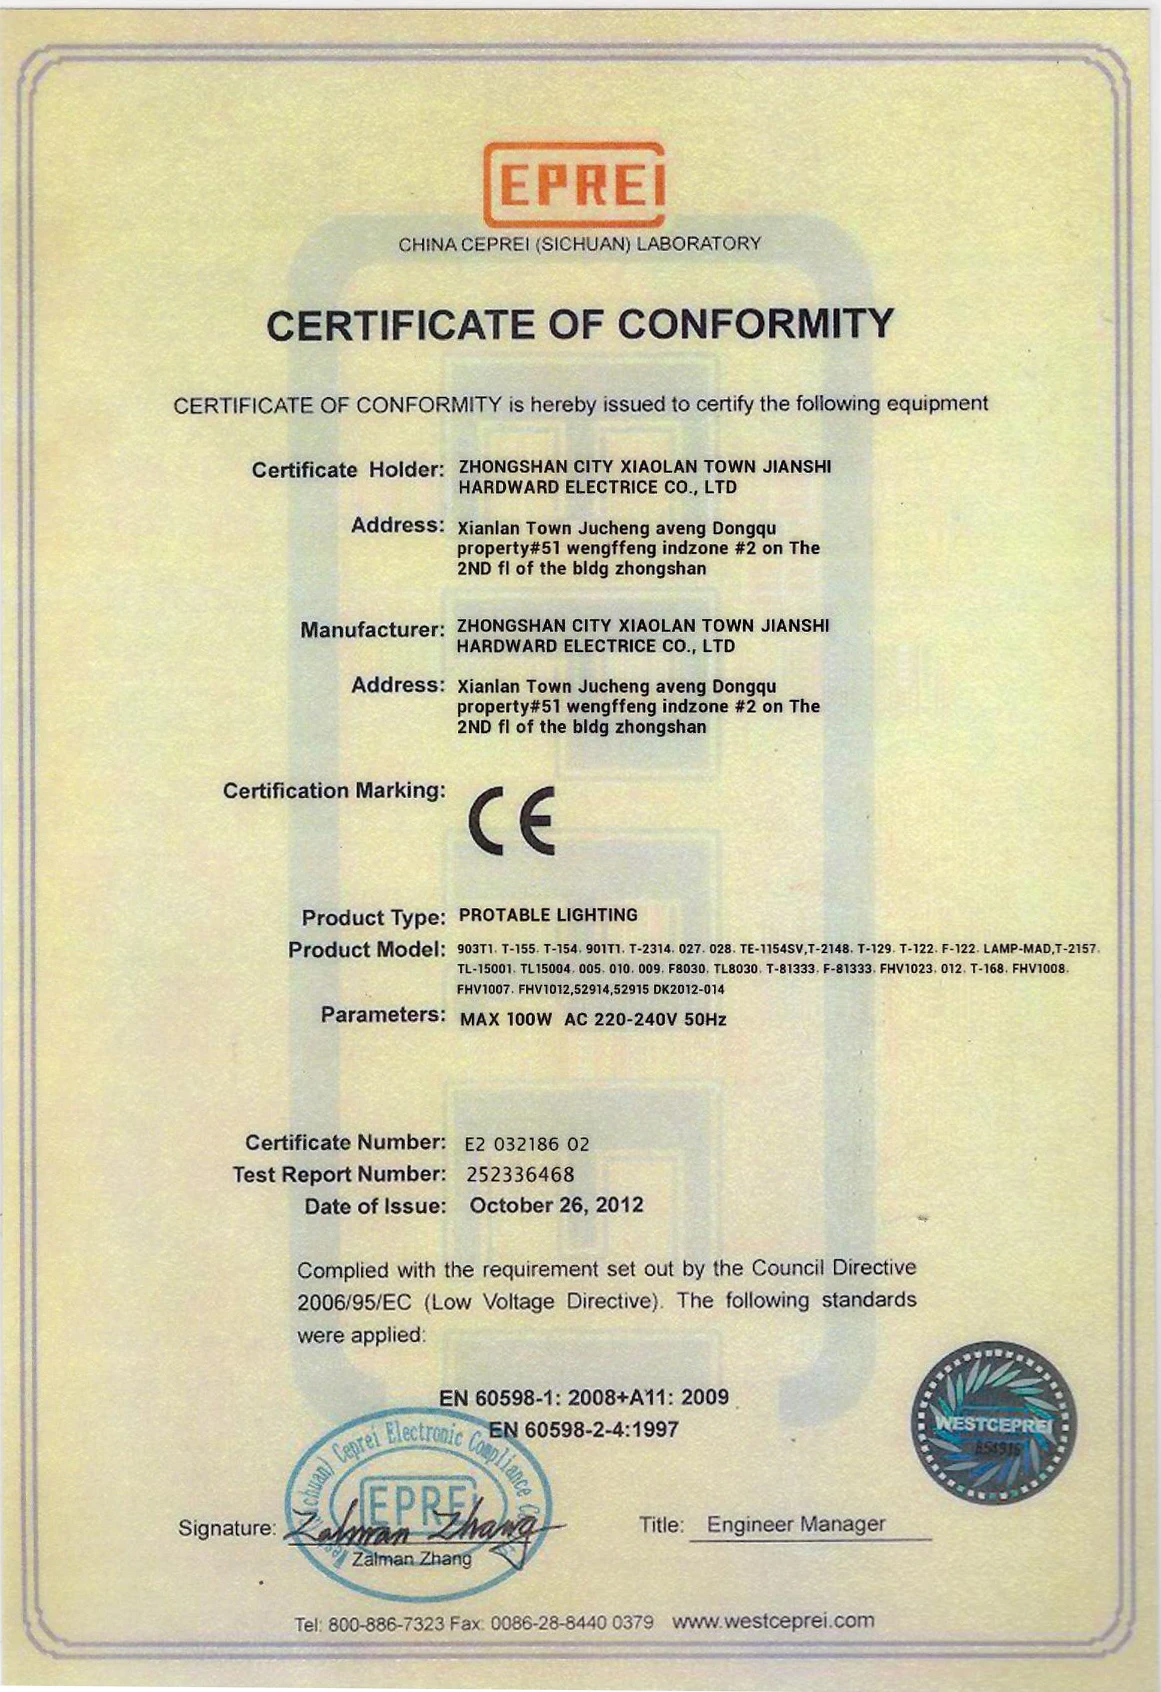 EPREI
CHINA CEPREI (SICHUAN) LABORATORY
CERTIFICATE OF CONFORMITY
CERTIFICATE OF CONFORMITY is hereby issued to certify the following equipment
Certificate Holder: ZHONGSHAN CITY XIAOLAN TOWN JIANSHI
HARDWARD ELECTRICE CO., LTD
Address: Xianlan Town Jucheng aveng Dongqu
property#51 wengffeng indzone #2 on The
2ND fl of the bldg zhongshan
Manufacturer: ZHONGSHAN CITY XIAOLAN TOWN JIANSHI
HARDWARD ELECTRICE CO., LTD
Address: Xianlan Town Jucheng aveng Dongqu
property#51 wengffeng indzone #2 on The
2ND fl of the bldg zhongshan
Certification Marking: CE
Product Type: PROTABLE LIGHTING
Product Model: 903T1. T-155. T-154. 901T1. T-2314. 027. 028. TE-1154SV,T-2148. T-129. T-122. F-122. LAMP-MAD,T-2157.
TL-15001. TL15004. 005. 010. 009. F8030. TL8030. T-81333. F-81333. FHV1023. 012. T-168. FHV1008.
FHV1007. FHV1012,52914,52915 DK2012-014
Parameters: MAX 100W AC 220-240V 50Hz
Certificate Number: E2 032186 02
Test Report Number: 252336468
Date of Issue: October 26, 2012
Complied with the requirement set out by the Council Directive
2006/95/EC (Low Voltage Directive). The following standards
were applied:
EN 60598-1: 2008+A11: 2009
EN 60598-2-4:1997
WESTCEPREI
Ceprei Electronic Compliance
EPREI
Signature: Zalman Zhang
Zalman Zhang
Title: Engineer Manager
Tel: 800-886-7323 Fax: 0086-28-8440 0379 www.westceprei.com